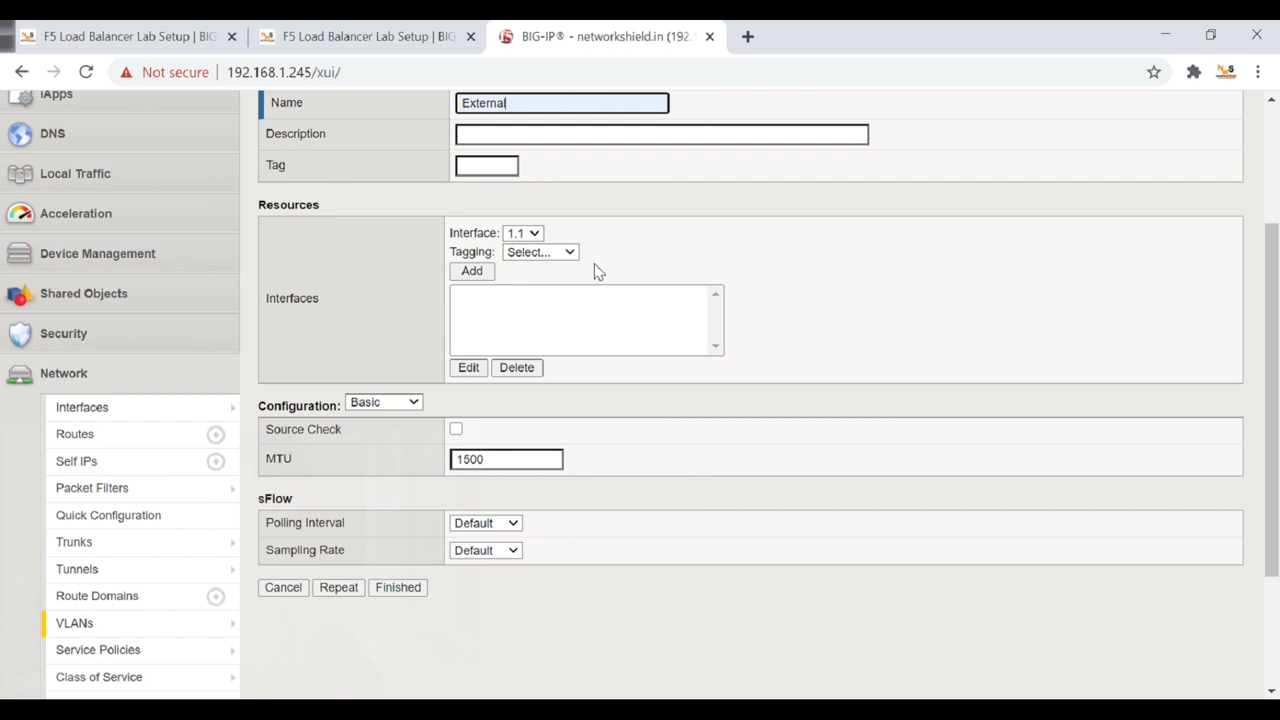 F5 Load Balancer Lab Setup | BIG
F5 Load Balancer Lab Setup | BIG
BIG-IP® - networkshield.in (192.
Not secure
192.168.1.245/xui/
iApps
DNS
Local Traffic
Acceleration
Device Management
Shared Objects
Security
Network
Interfaces
Routes
Self IPs
Packet Filters
Quick Configuration
Trunks
Tunnels
Route Domains
VLANs
Service Policies
Class of Service
Name
External
Description
Tag
Resources
Interfaces
Interface: 1.1
Tagging: Select...
Add
Edit Delete
Configuration: Basic
Source Check
MTU
1500
sFlow
Polling Interval
Default
Sampling Rate
Default
Cancel Repeat Finished